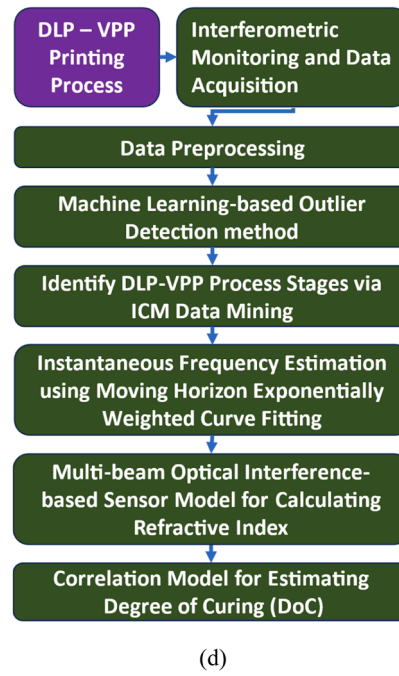 DLP – VPP
Printing
Process
Interferometric
Monitoring and Data
Acquisition
Data Preprocessing
Machine Learning-based Outlier
Detection method
Identify DLP-VPP Process Stages via
ICM Data Mining
Instantaneous Frequency Estimation
using Moving Horizon Exponentially
Weighted Curve Fitting
Multi-beam Optical Interference-
based Sensor Model for Calculating
Refractive Index
Correlation Model for Estimating
Degree of Curing (DoC)
(d)